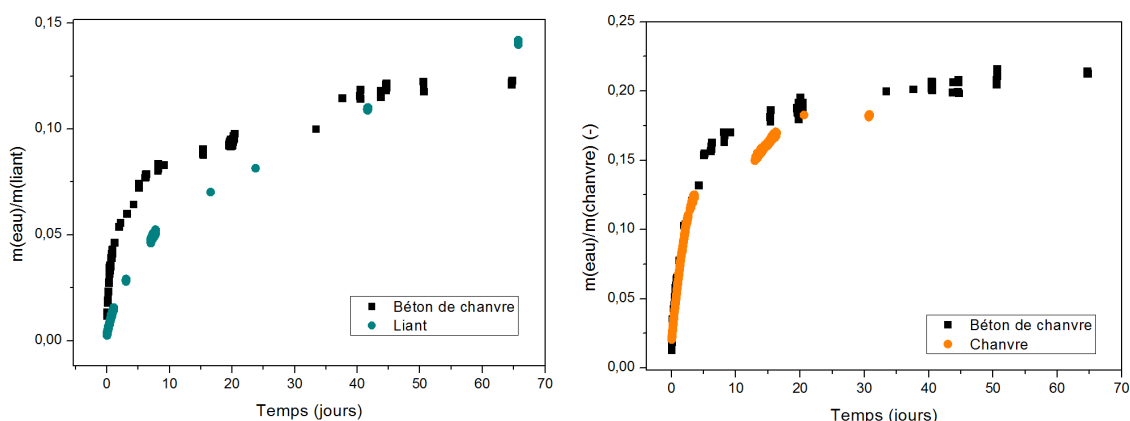 0,15
0,10
0,05
0,00
m(eau)/m(liant)
Béton de chanvre
Liant
0 10 20 30 40 50 60 70
Temps (jours)
0,25
0,20
0,15
0,10
0,05
0,00
m(eau)/m(chanvre) (-)
Béton de chanvre
Chanvre
0 10 20 30 40 50 60 70
Temps (jours)